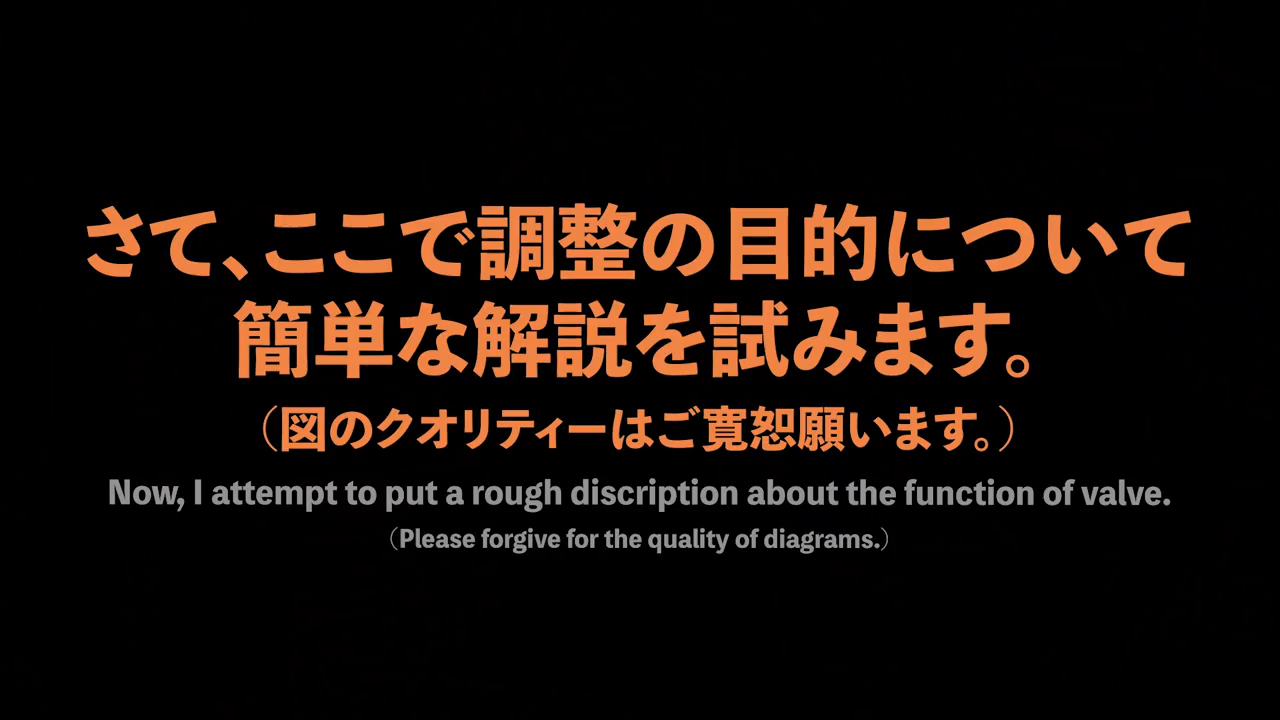 さて、ここで調整の目的について
簡単な解説を試みます。
（図のクオリティーはご寛恕願います。）
Now, I attempt to put a rough discription about the function of valve.
（Please forgive for the quality of diagrams.）